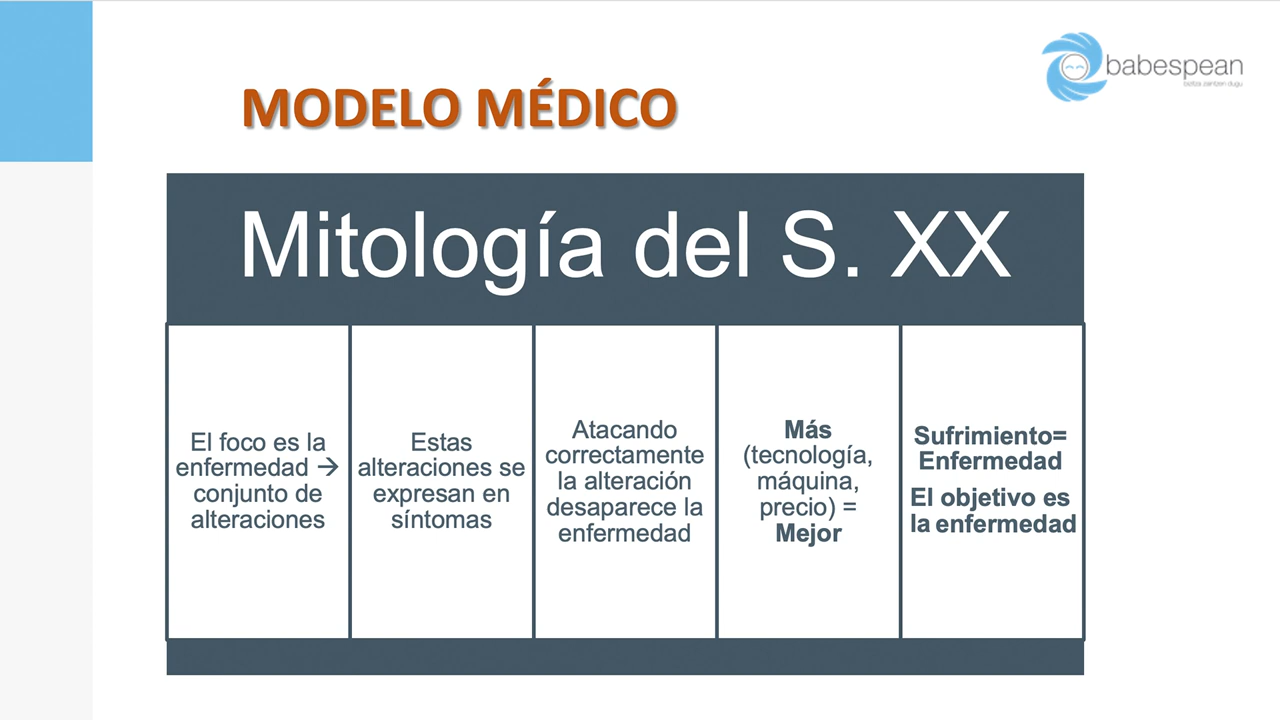 babespean
bizitza zaintzen dugu
MODELO MÉDICO
Mitología del S. XX
El foco es la
enfermedad →
conjunto de
alteraciones
Estas
alteraciones se
expresan en
síntomas
Atacando
correctamente
la alteración
desaparece la
enfermedad
Más
(tecnología,
máquina,
precio) =
Mejor
Sufrimiento=
Enfermedad
El objetivo es
la enfermedad